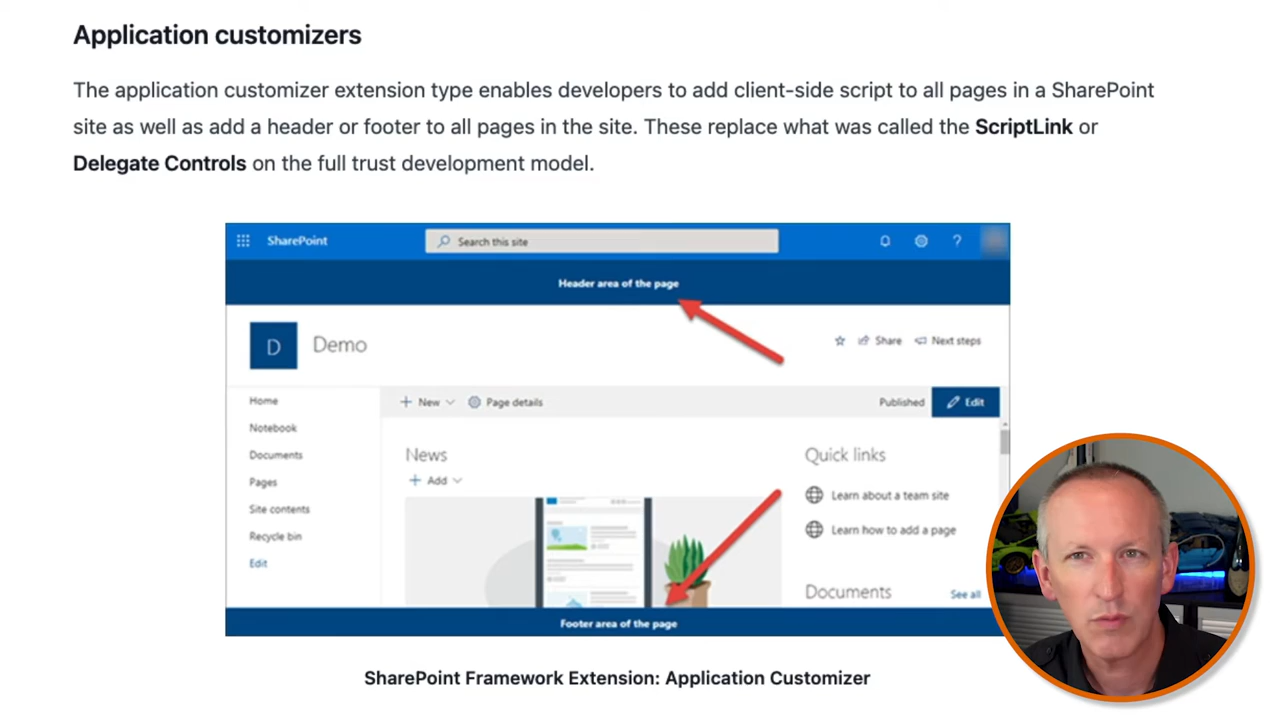 Application customizers
The application customizer extension type enables developers to add client-side script to all pages in a SharePoint
site as well as add a header or footer to all pages in the site. These replace what was called the ScriptLink or
Delegate Controls on the full trust development model.
SharePoint
Search this site
?
Header area of the page
D
Demo
Share
Next steps
Home
Notebook
Documents
Pages
Site contents
Recycle bin
Edit
New
Page details
Published
Edit
News
Add
Quick links
Learn about a team site
Learn how to add a page
Documents
See all
Footer area of the page
SharePoint Framework Extension: Application Customizer